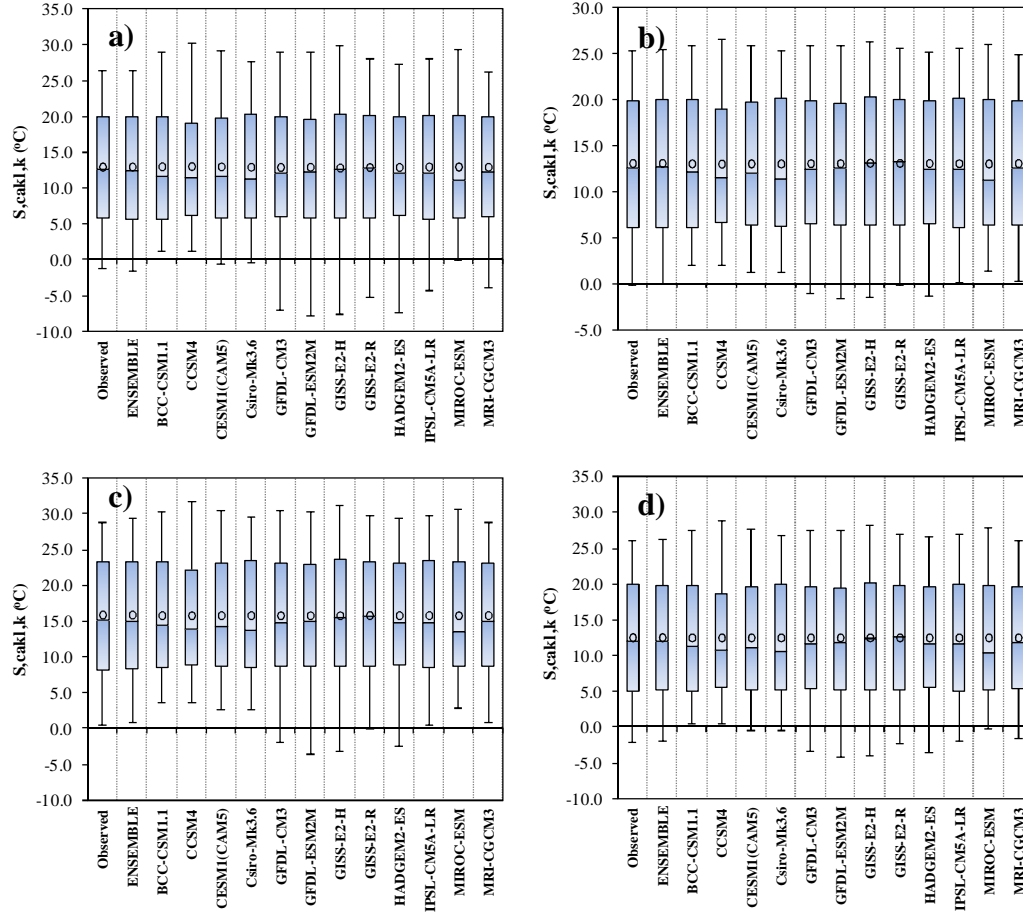 a)
35.0
30.0
25.0
20.0
15.0
10.0
5.0
0.0
-5.0
-10.0
S,cak1,k (ºC)
Observed
ENSEMBLE
BCC-CSM1.1
CCSM4
CESM1(CAM5)
Csiro-Mk3.6
GFDL-CM3
GFDL-ESM2M
GISS-E2-H
GISS-E2-R
HADGEM2-ES
IPSL-CM5A-LR
MIROC-ESM
MRI-CGCM3
b)
30.0
25.0
20.0
15.0
10.0
5.0
0.0
-5.0
S,cak1,k (ºC)
Observed
ENSEMBLE
BCC-CSM1.1
CCSM4
CESM1(CAM5)
Csiro-Mk3.6
GFDL-CM3
GFDL-ESM2M
GISS-E2-H
GISS-E2-R
HADGEM2-ES
IPSL-CM5A-LR
MIROC-ESM
MRI-CGCM3
c)
35.0
30.0
25.0
20.0
15.0
10.0
5.0
0.0
-5.0
-10.0
S,cak1,k (ºC)
Observed
ENSEMBLE
BCC-CSM1.1
CCSM4
CESM1(CAM5)
Csiro-Mk3.6
GFDL-CM3
GFDL-ESM2M
GISS-E2-H
GISS-E2-R
HADGEM2-ES
IPSL-CM5A-LR
MIROC-ESM
MRI-CGCM3
d)
35.0
30.0
25.0
20.0
15.0
10.0
5.0
0.0
-5.0
-10.0
S,cak1,k (ºC)
Observed
ENSEMBLE
BCC-CSM1.1
CCSM4
CESM1(CAM5)
Csiro-Mk3.6
GFDL-CM3
GFDL-ESM2M
GISS-E2-H
GISS-E2-R
HADGEM2-ES
IPSL-CM5A-LR
MIROC-ESM
MRI-CGCM3